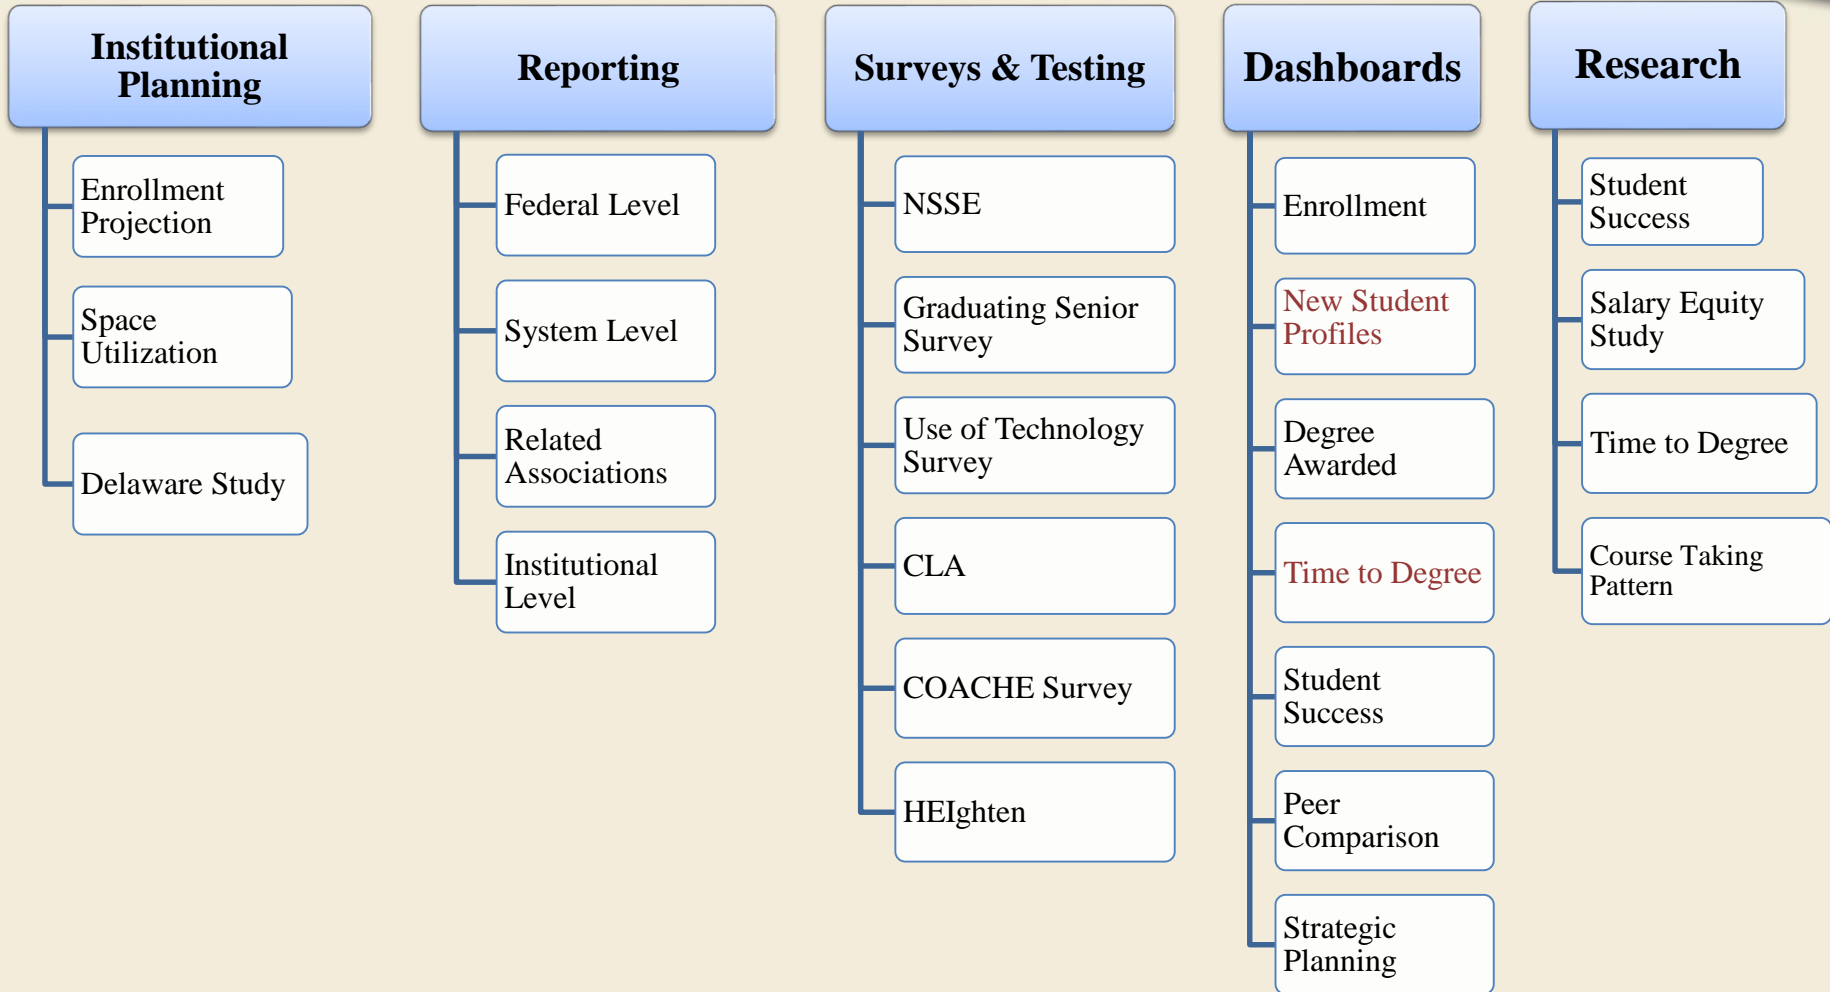 Institutional
Planning
Enrollment
Projection
Space
Utilization
Delaware Study
Reporting
Federal Level
System Level
Related
Associations
Institutional
Level
Surveys & Testing
NSSE
Graduating Senior
Survey
Use of Technology
Survey
CLA
COACHE Survey
HEIghten
Dashboards
Enrollment
New Student
Profiles
Degree
Awarded
Time to Degree
Student
Success
Peer
Comparison
Strategic
Planning
Research
Student
Success
Salary Equity
Study
Time to Degree
Course Taking
Pattern